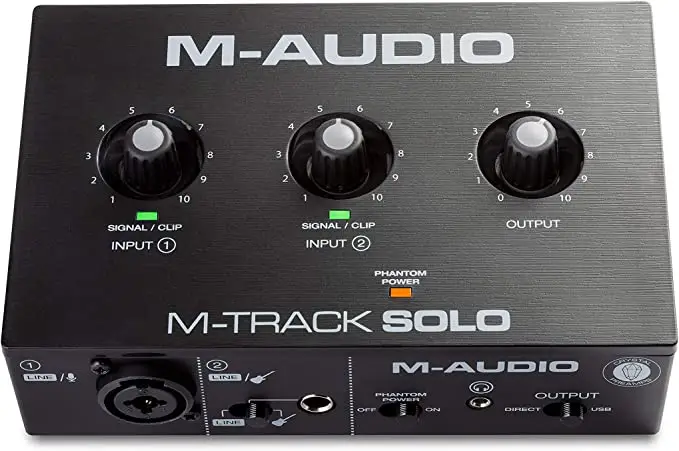 M-AUDIO
1 2 3 4 5 6 7 8 9 10
SIGNAL / CLIP
INPUT 1
1 2 3 4 5 6 7 8 9 10
SIGNAL / CLIP
INPUT 2
0 1 2 3 4 5 6 7 8 9 10
OUTPUT
PHANTOM
POWER
M-TRACK SOLO
1
LINE /
2
LINE /
LINE
M-AUDIO
PHANTOM
POWER
OFF ON
OUTPUT
DIRECT USB
CRYSTAL
PREAMPS